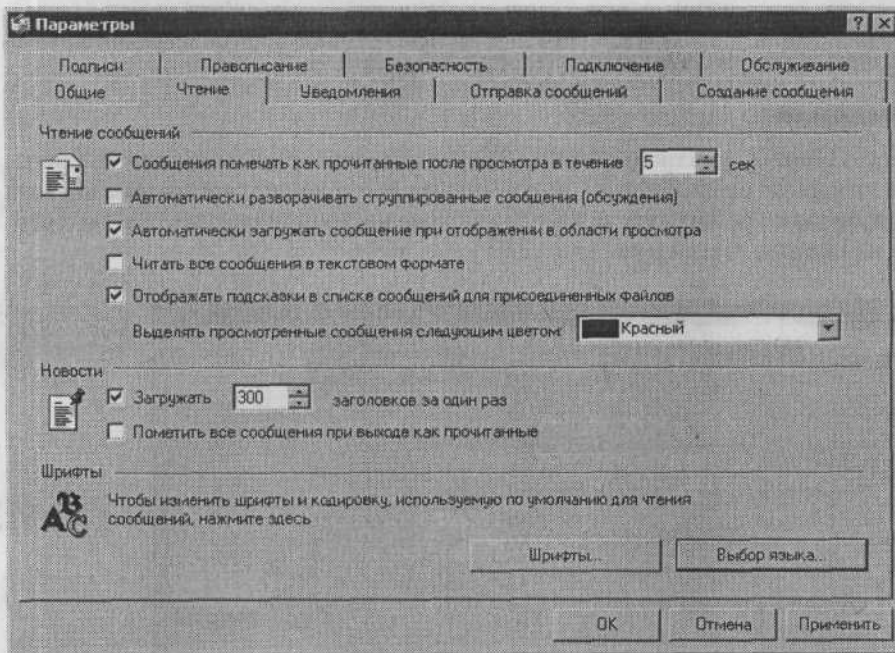 Параметры
Подписи Правописание Безопасность Подключение Обслуживание
Общие Чтение Уведомления Отправка сообщений Создание сообщения
Чтение сообщений
Сообщения помечать как прочитанные после просмотра в течение 5 сек
Автоматически разворачивать сгруппированные сообщения (обсуждения)
Автоматически загружать сообщение при отображении в области просмотра
Читать все сообщения в текстовом формате
Отображать подсказки в списке сообщений для присоединенных файлов
Выделять просмотренные сообщения следующим цветом: Красный
Новости
Загружать 300 заголовков за один раз
Пометить все сообщения при выходе как прочитанные
Шрифты
Чтобы изменить шрифты и кодировку, используемую по умолчанию для чтения
сообщений, нажмите здесь
Шрифты... Выбор языка...
ОК Отмена Применить